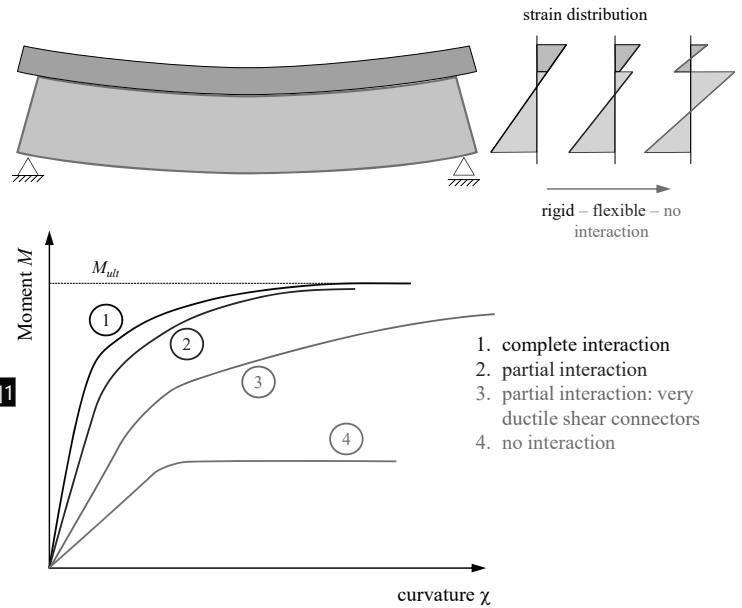 strain distribution
rigid – flexible – no
interaction
Moment M
M_ult
1
2
3
4
1. complete interaction
2. partial interaction
3. partial interaction: very
ductile shear connectors
4. no interaction
curvature χ